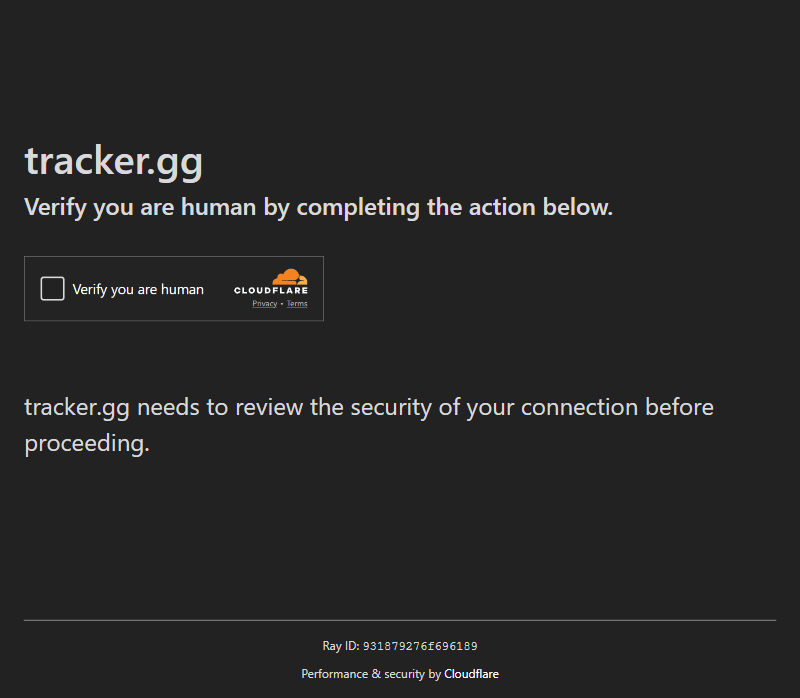 tracker.gg
Verify you are human by completing the action below.
Verify you are human
CLOUDFLARE
Privacy • Terms
tracker.gg needs to review the security of your connection before
proceeding.
Ray ID: 931879276f696189
Performance & security by Cloudflare